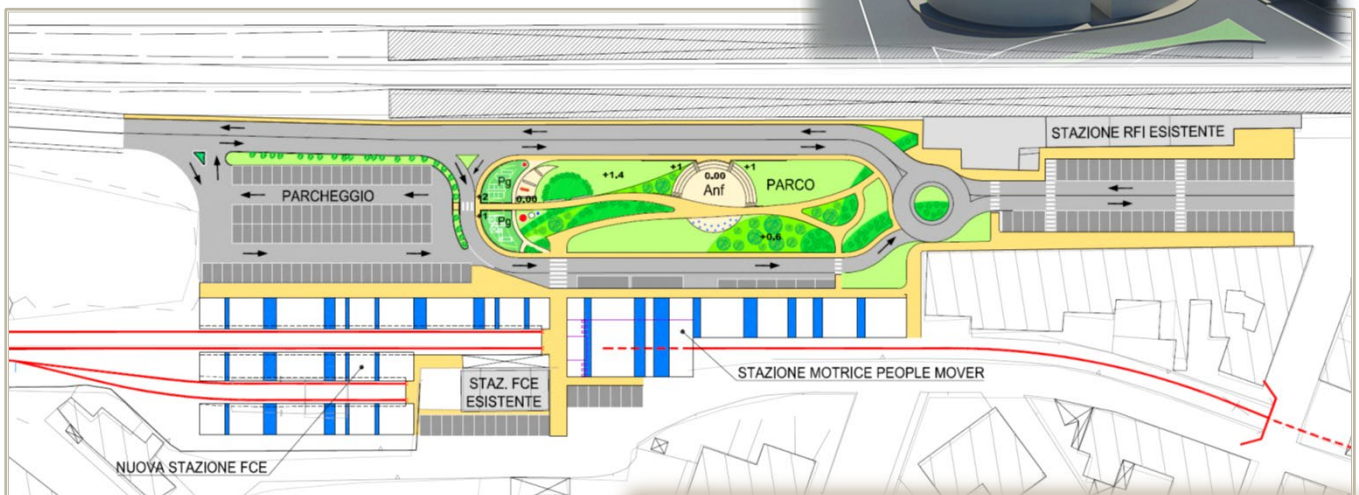 STAZIONE RFI ESISTENTE
PARCHEGGIO
Pg
0.00
+2
+1
Pg
+1.4
+1
+1
0.00
Anf
PARCO
+0.6
STAZIONE MOTRICE PEOPLE MOVER
STAZ. FCE
ESISTENTE
NUOVA STAZIONE FCE